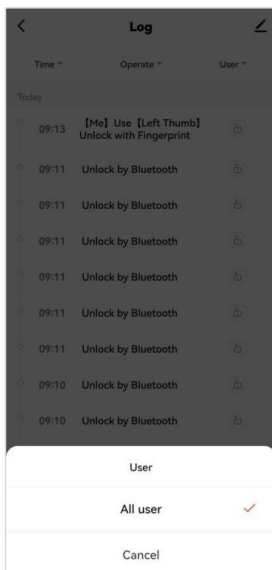 Log
Time Operate User
Today
09:13 【Me】Use【Left Thumb】
Unlock with Fingerprint
09:11 Unlock by Bluetooth
09:11 Unlock by Bluetooth
09:11 Unlock by Bluetooth
09:11 Unlock by Bluetooth
09:11 Unlock by Bluetooth
09:11 Unlock by Bluetooth
09:10 Unlock by Bluetooth
09:10 Unlock by Bluetooth
User
All user
Cancel